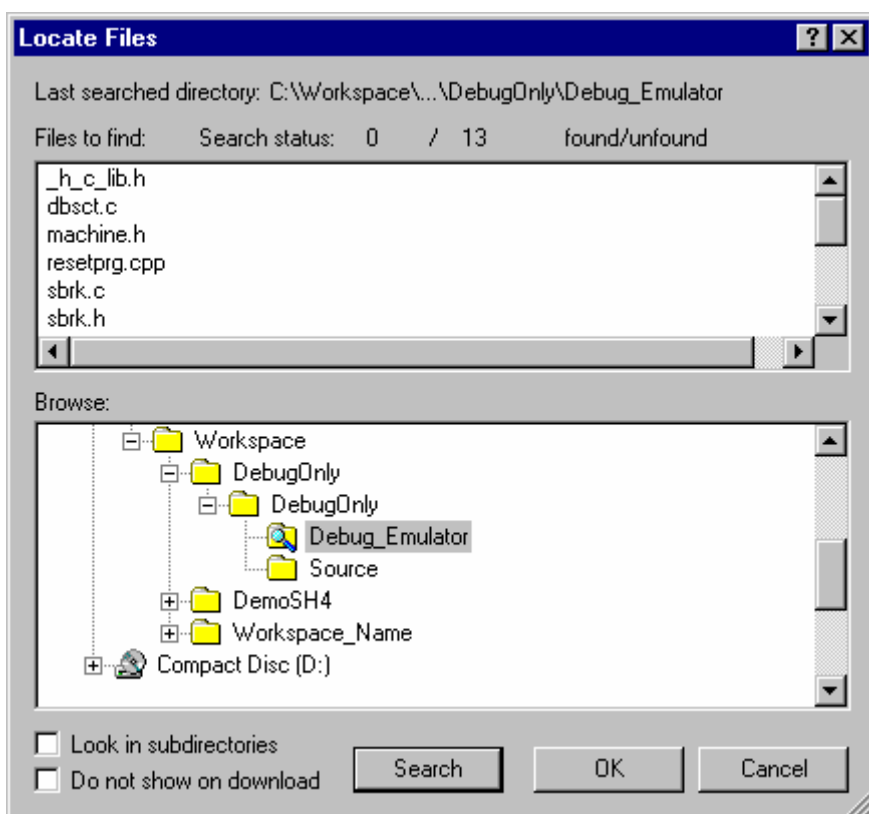 Locate Files
Last searched directory: C:\Workspace\...\DebugOnly\Debug_Emulator
Files to find: Search status: 0 / 13 found/unfound
_h_c_lib.h
dbsct.c
machine.h
resetprg.cpp
sbrk.c
sbrk.h
Browse:
Workspace
DebugOnly
DebugOnly
Debug_Emulator
Source
DemoSH4
Workspace_Name
Compact Disc (D:)
Look in subdirectories
Do not show on download
Search OK Cancel